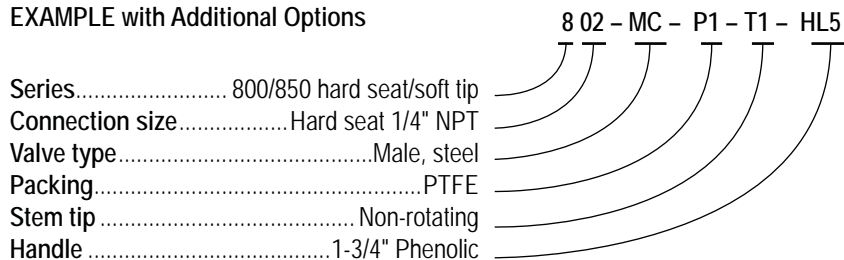 EXAMPLE with Additional Options
8 02 – MC – P1 – T1 – HL5
Series......................... 800/850 hard seat/soft tip
Connection size..................Hard seat 1/4" NPT
Valve type..........................................Male, steel
Packing......................................................PTFE
Stem tip.......................................... Non-rotating
Handle ........................................1-3/4" Phenolic